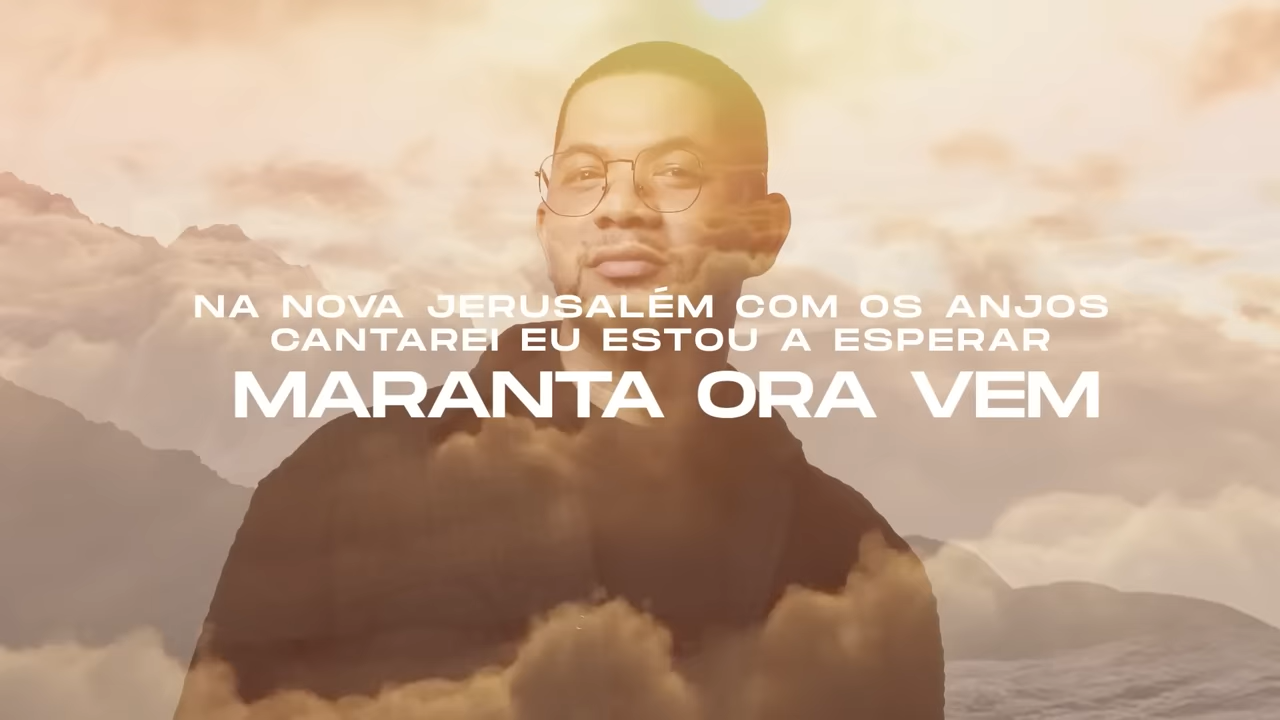 NA NOVA JERUSALÉM COM OS ANJOS
CANTAREI EU ESTOU A ESPERAR
MARANTA ORA VEM